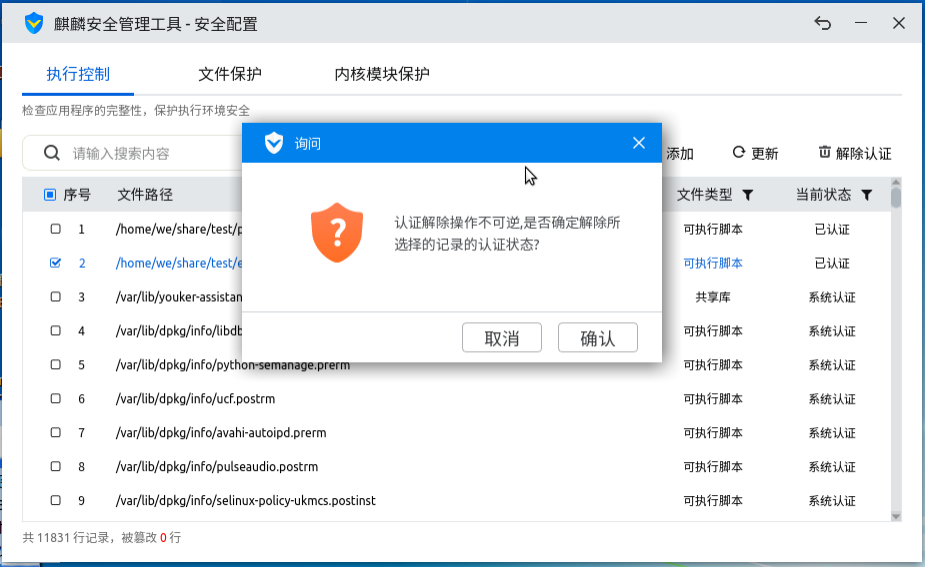 麒麟安全管理工具 - 安全配置
执行控制 文件保护 内核模块保护
检查应用程序的完整性，保护执行环境安全
请输入搜索内容 添加 更新 解除认证
询问
认证解除操作不可逆,是否确定解除所
选择的记录的认证状态?
取消 确认
序号 文件路径 文件类型 当前状态
1 /home/we/share/test/ 可执行脚本 已认证
2 /home/we/share/test/ 可执行脚本 已认证
3 /var/lib/youker-assistan 共享库 系统认证
4 /var/lib/dpkg/info/libdb 可执行脚本 系统认证
5 /var/lib/dpkg/info/python-semanage.prerm 可执行脚本 系统认证
6 /var/lib/dpkg/info/ucf.postrm 可执行脚本 系统认证
7 /var/lib/dpkg/info/avahi-autoipd.prerm 可执行脚本 系统认证
8 /var/lib/dpkg/info/pulseaudio.postrm 可执行脚本 系统认证
9 /var/lib/dpkg/info/selinux-policy-ukmcs.postinst 可执行脚本 系统认证
共 11831 行记录，被篡改 0 行